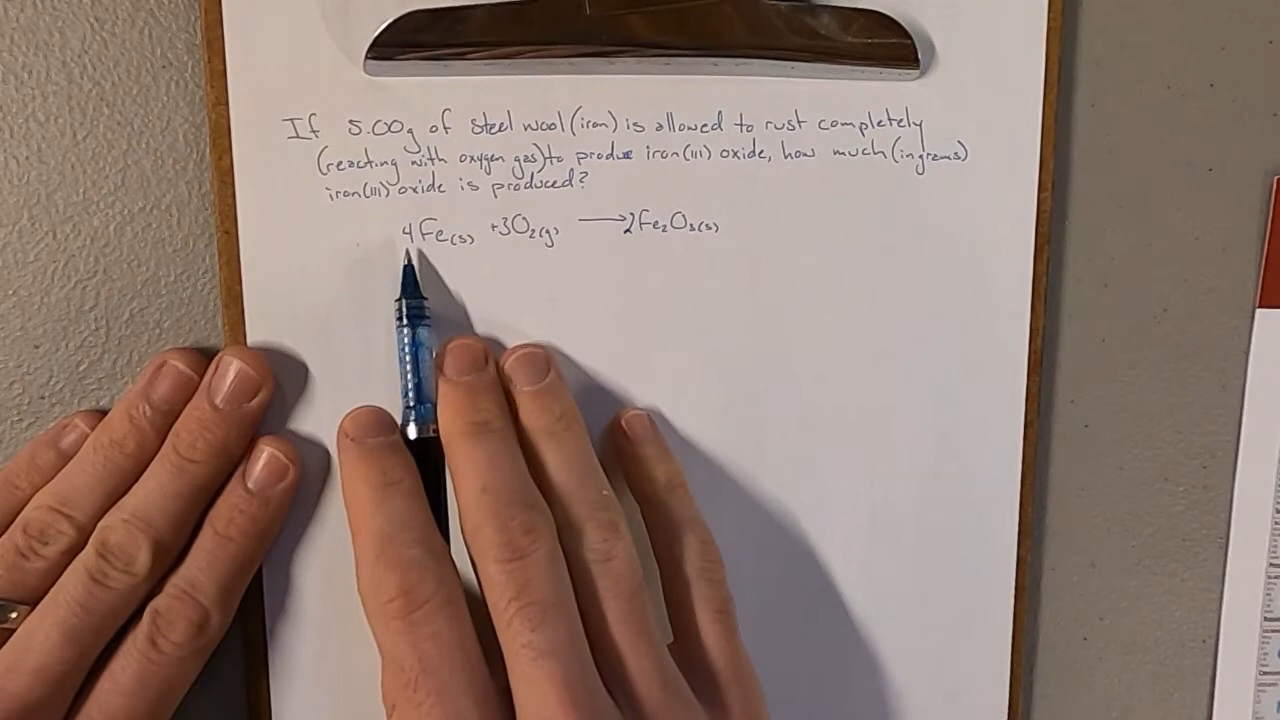 If 5.00g of steel wool (iron) is allowed to rust completely
(reacting with oxygen gas) to produce iron(III) oxide, how much (in grams)
iron(III) oxide is produced?
4Fe(s) +3O₂(g) ⟶ 2Fe₂O₃(s)